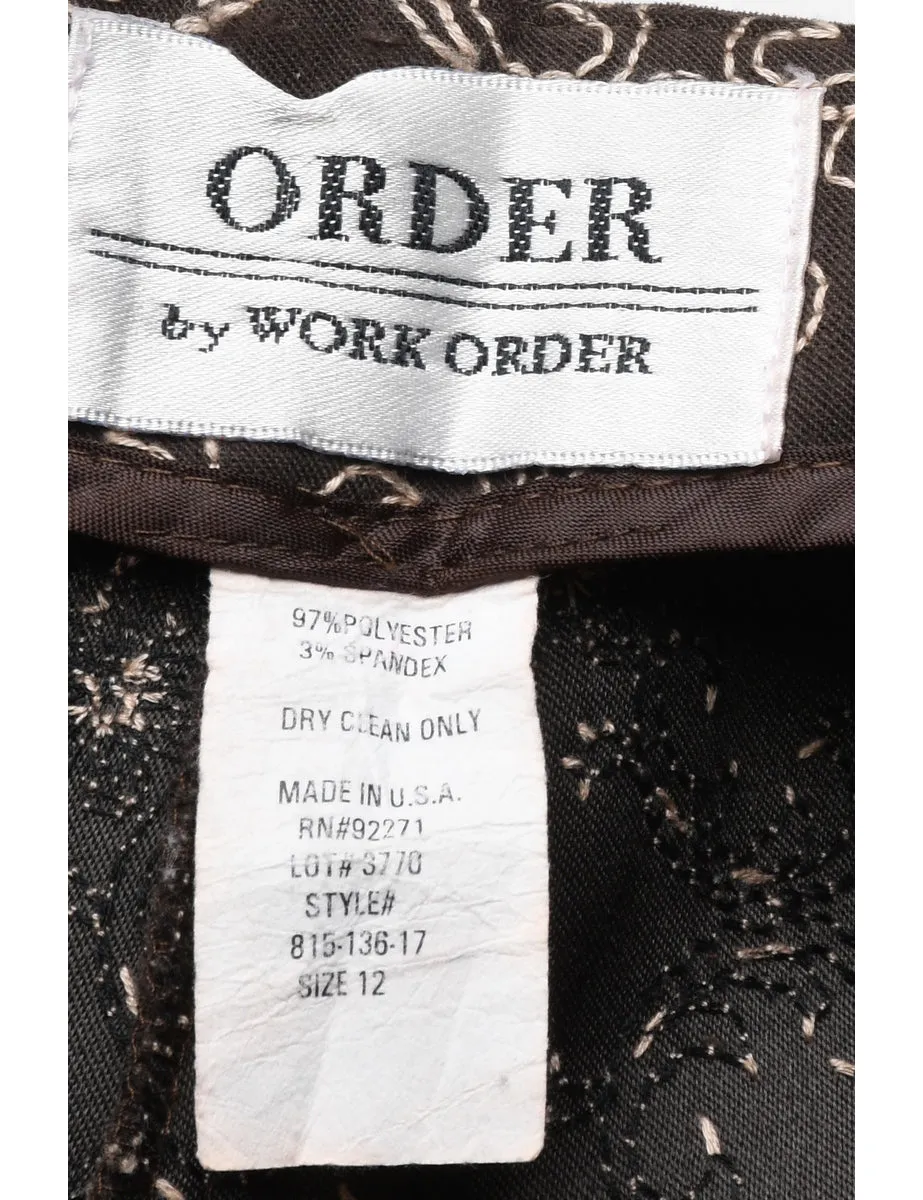 ORDER
by WORK ORDER
97% POLYESTER
3% SPANDEX
DRY CLEAN ONLY
MADE IN U.S.A.
RN#92271
LOT# 3770
STYLE#
815-136-17
SIZE 12